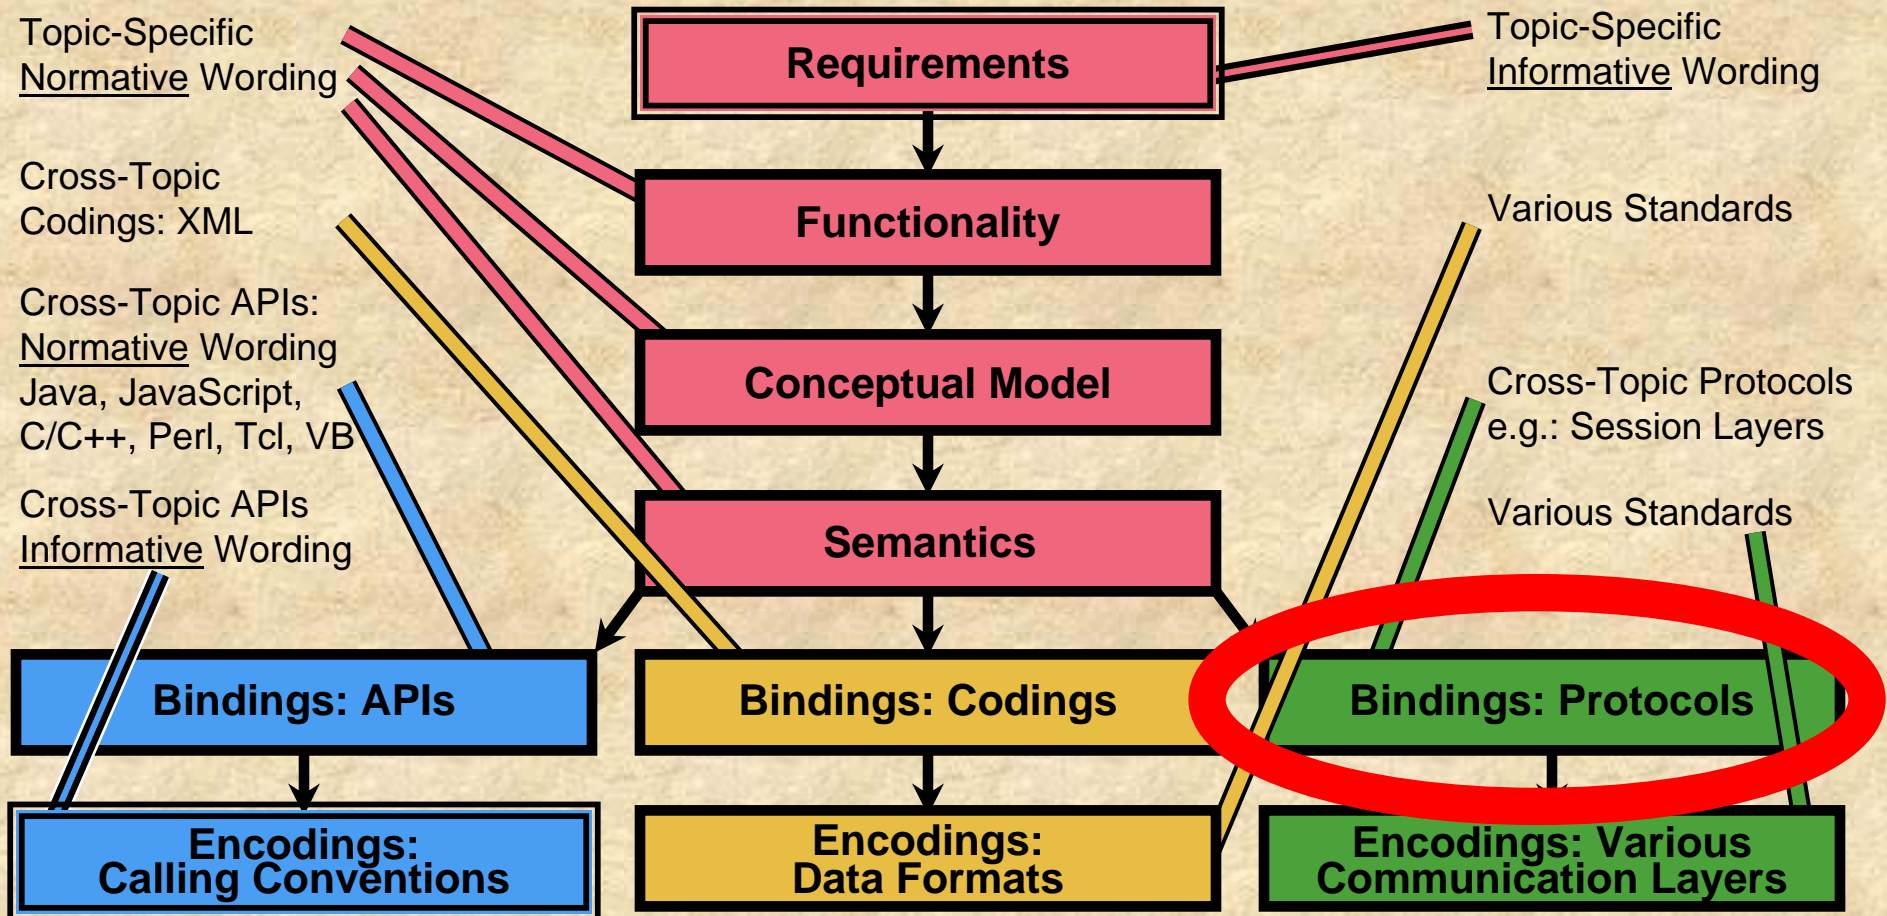 Topic-Specific
Normative Wording
Cross-Topic
Codings: XML
Cross-Topic APIs:
Normative Wording
Java, JavaScript,
C/C++, Perl, Tcl, VB
Cross-Topic APIs
Informative Wording
Requirements
Functionality
Conceptual Model
Semantics
Topic-Specific
Informative Wording
Various Standards
Cross-Topic Protocols
e.g.: Session Layers
Various Standards
Bindings: APIs
Bindings: Codings
Bindings: Protocols
Encodings:
Calling Conventions
Encodings:
Data Formats
Encodings: Various
Communication Layers